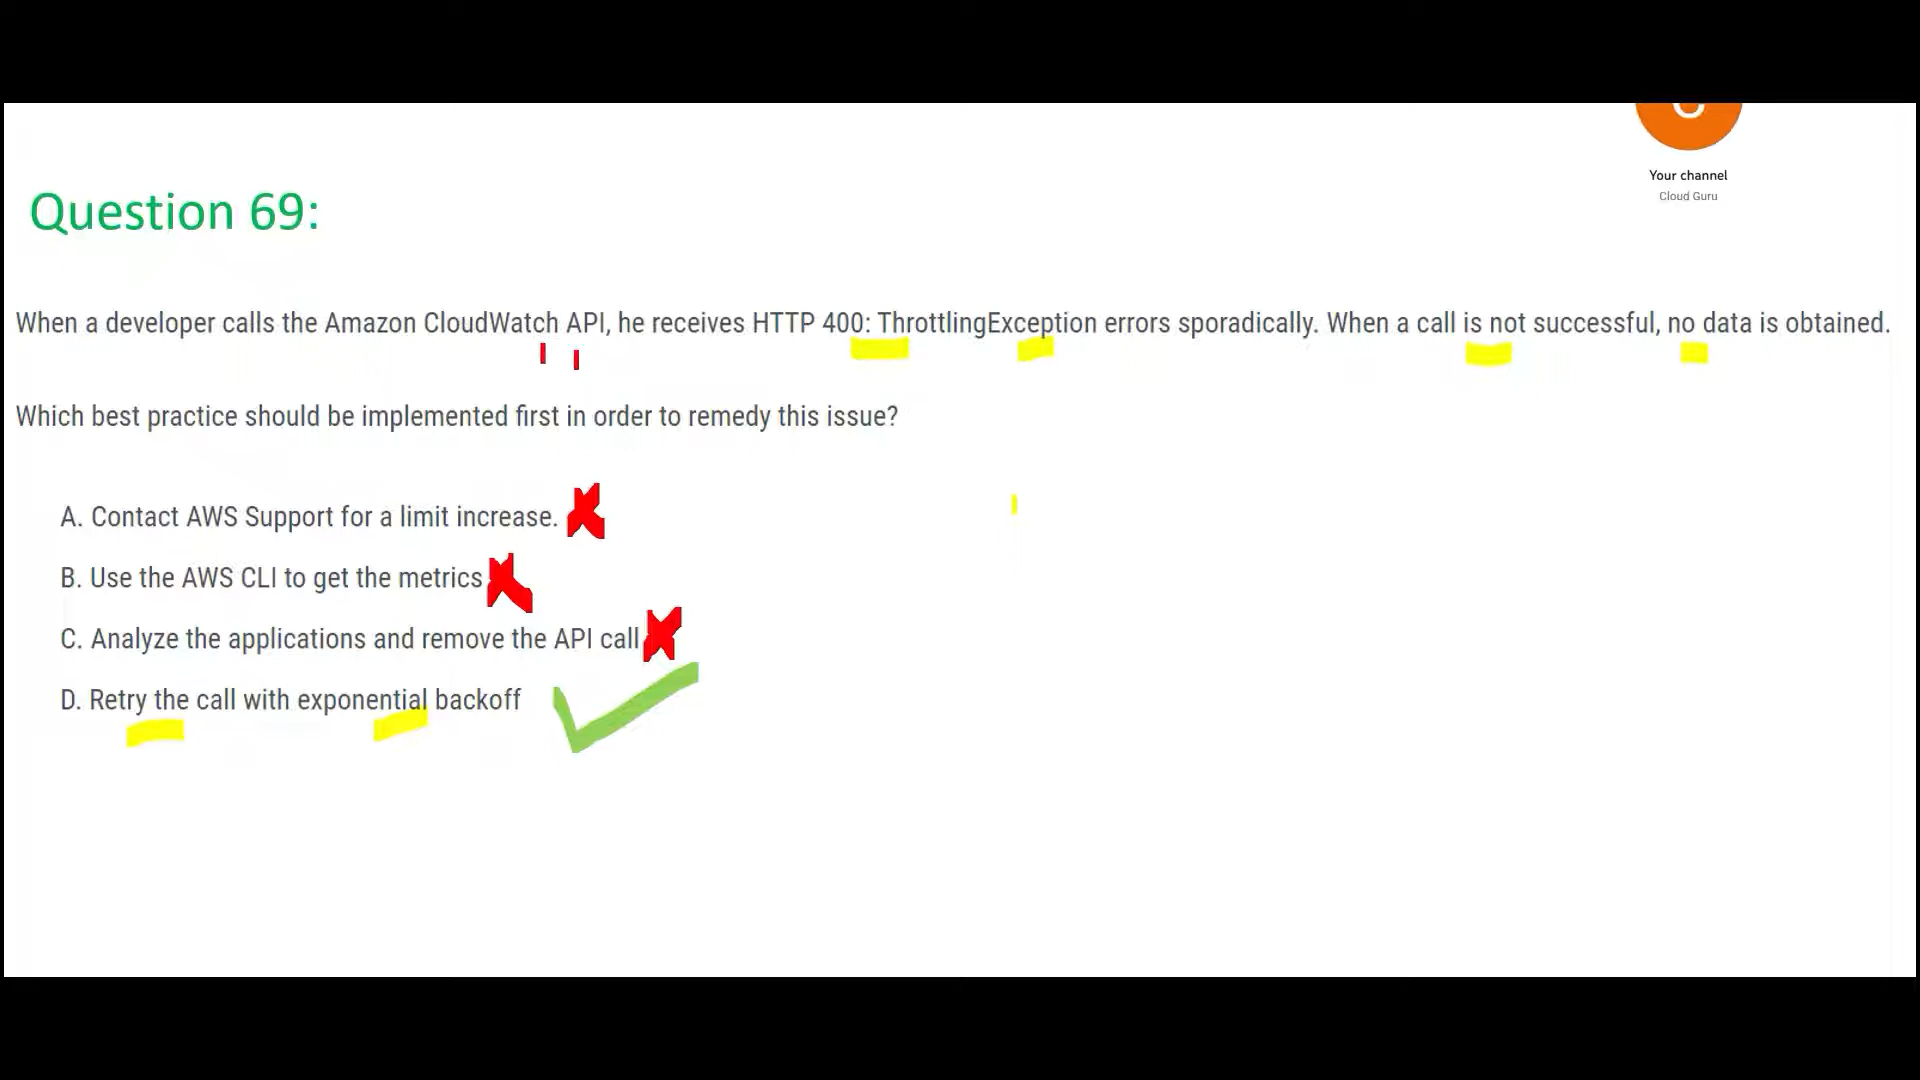 Your channel
Cloud Guru
Question 69:
When a developer calls the Amazon CloudWatch API, he receives HTTP 400: ThrottlingException errors sporadically. When a call is not successful, no data is obtained.
Which best practice should be implemented first in order to remedy this issue?
A. Contact AWS Support for a limit increase.
B. Use the AWS CLI to get the metrics
C. Analyze the applications and remove the API call
D. Retry the call with exponential backoff